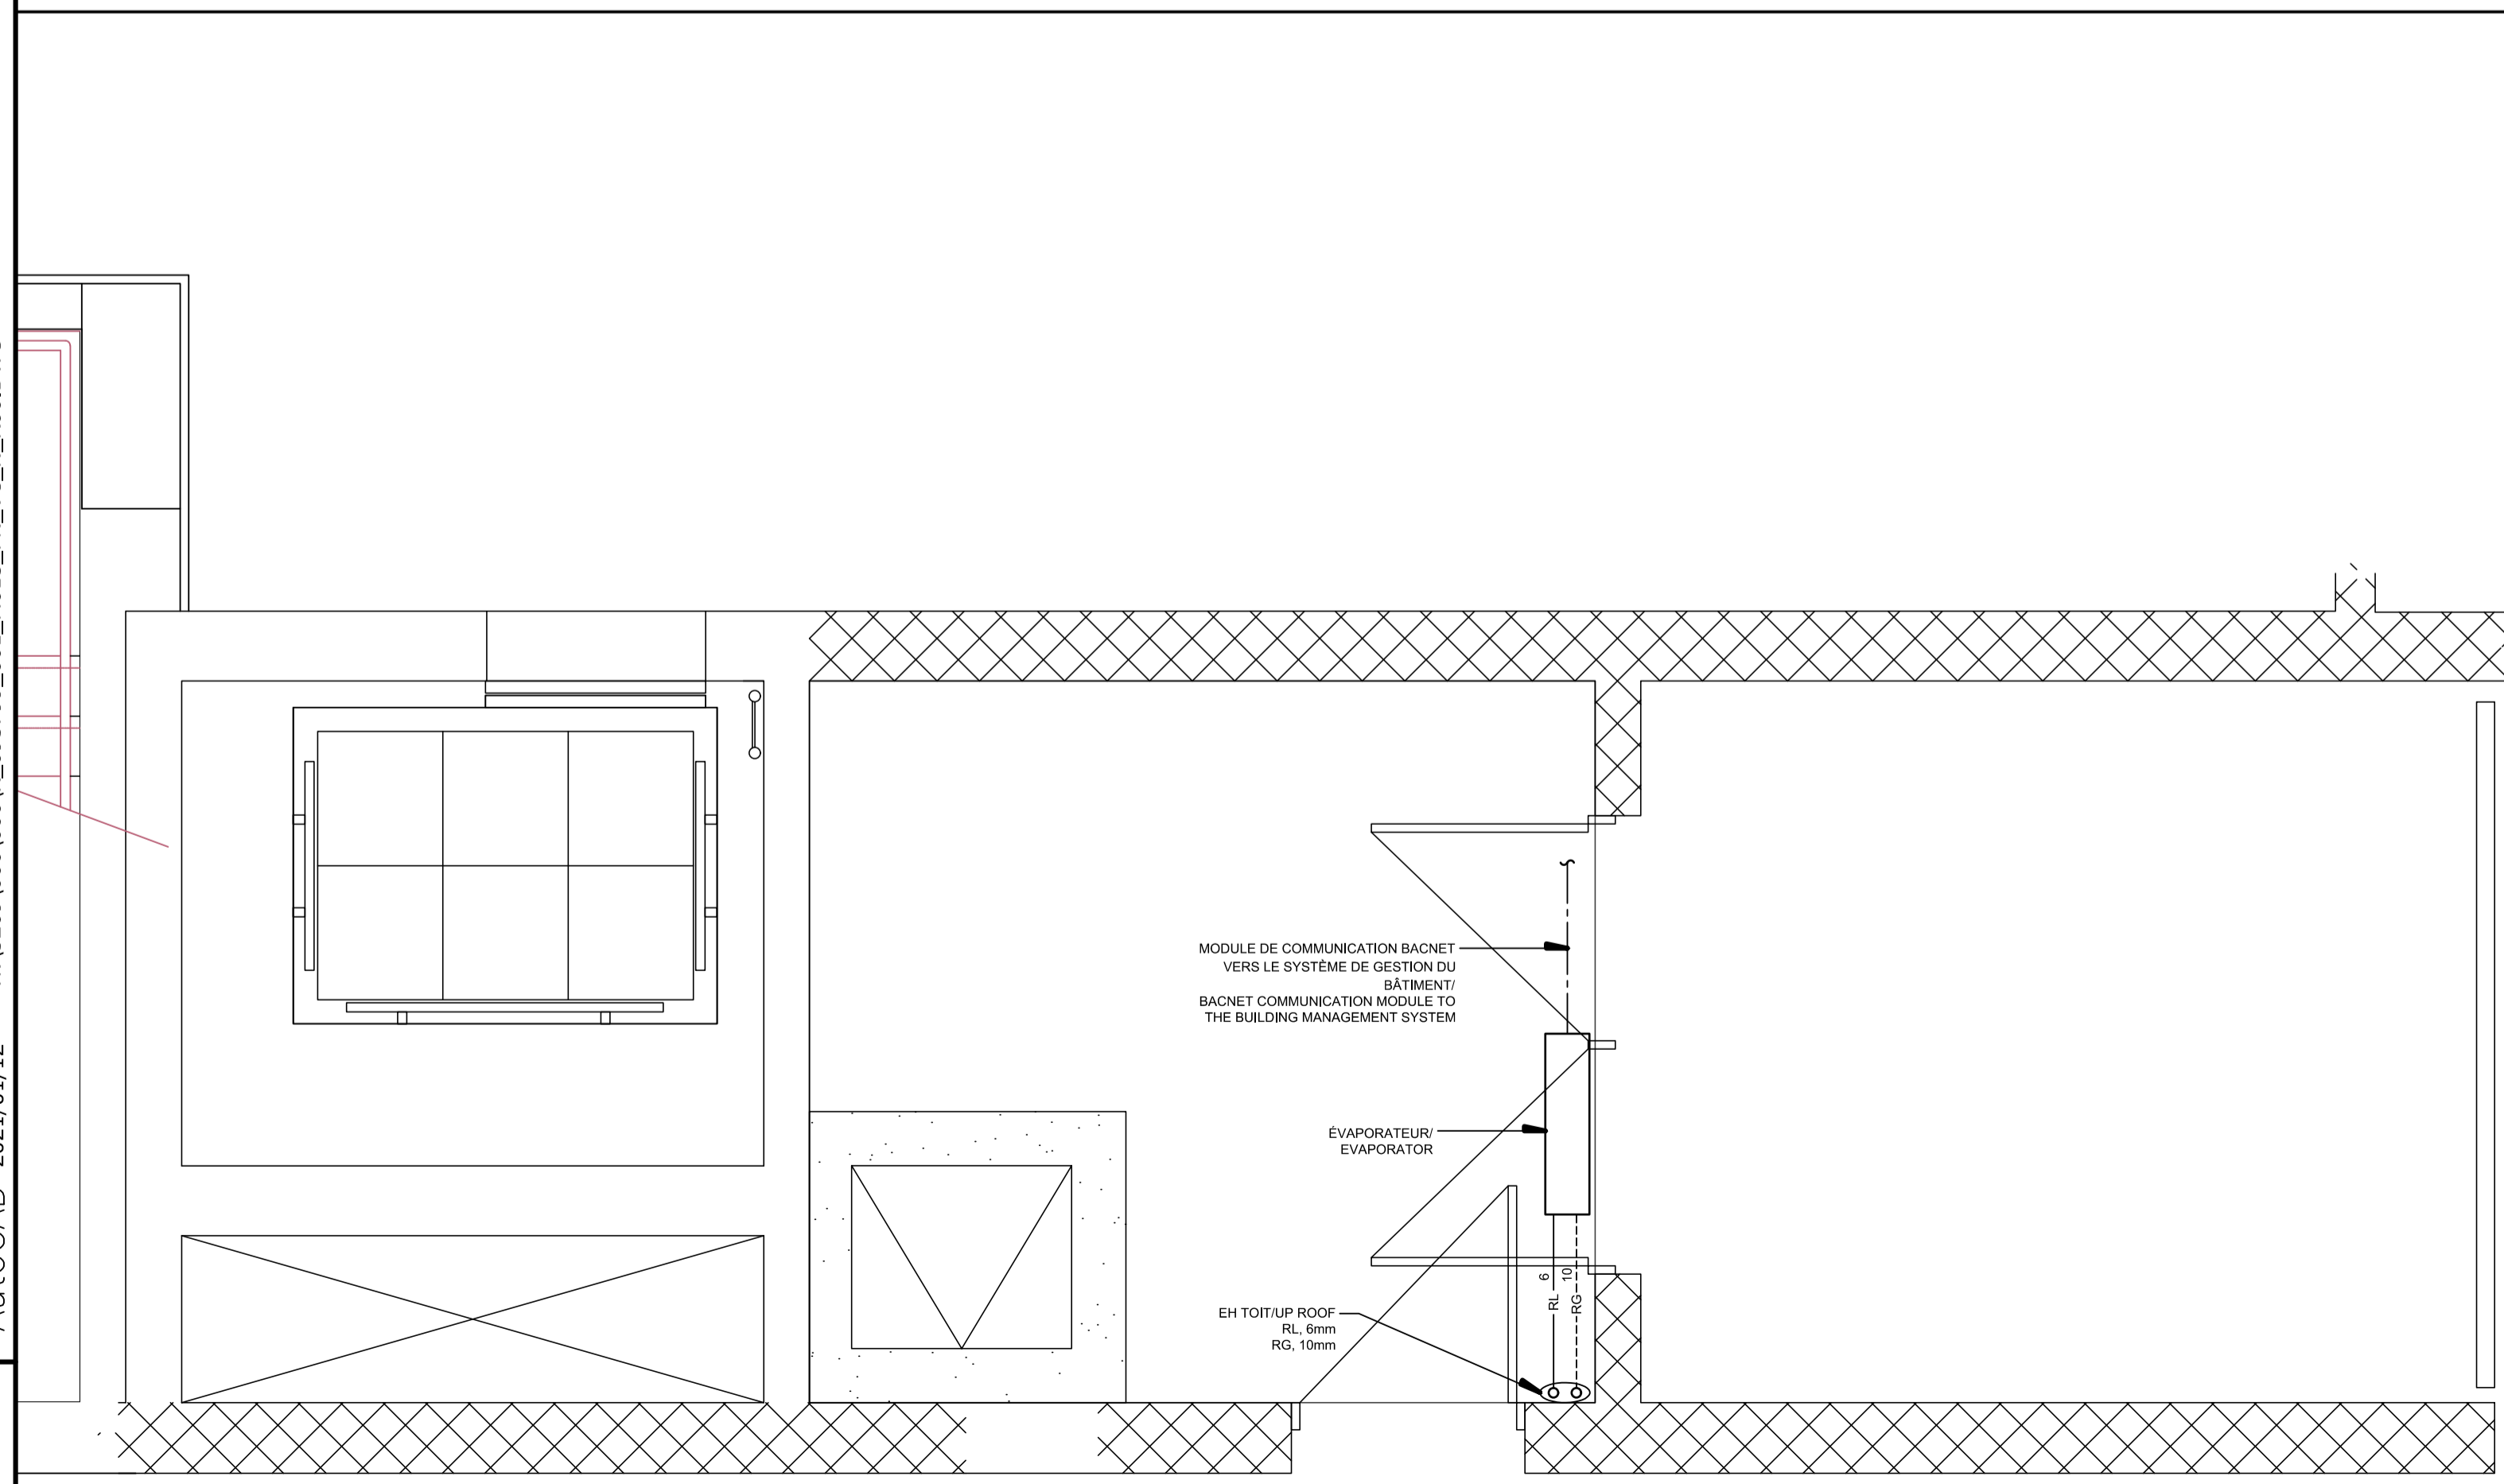 MODULE DE COMMUNICATION BACNET
VERS LE SYSTÈME DE GESTION DU
BÂTIMENT/
BACNET COMMUNICATION MODULE TO
THE BUILDING MANAGEMENT SYSTEM
ÉVAPORATEUR/
EVAPORATOR
6
10
RL
RG
EH TOIT/UP ROOF
RL, 6mm
RG, 10mm